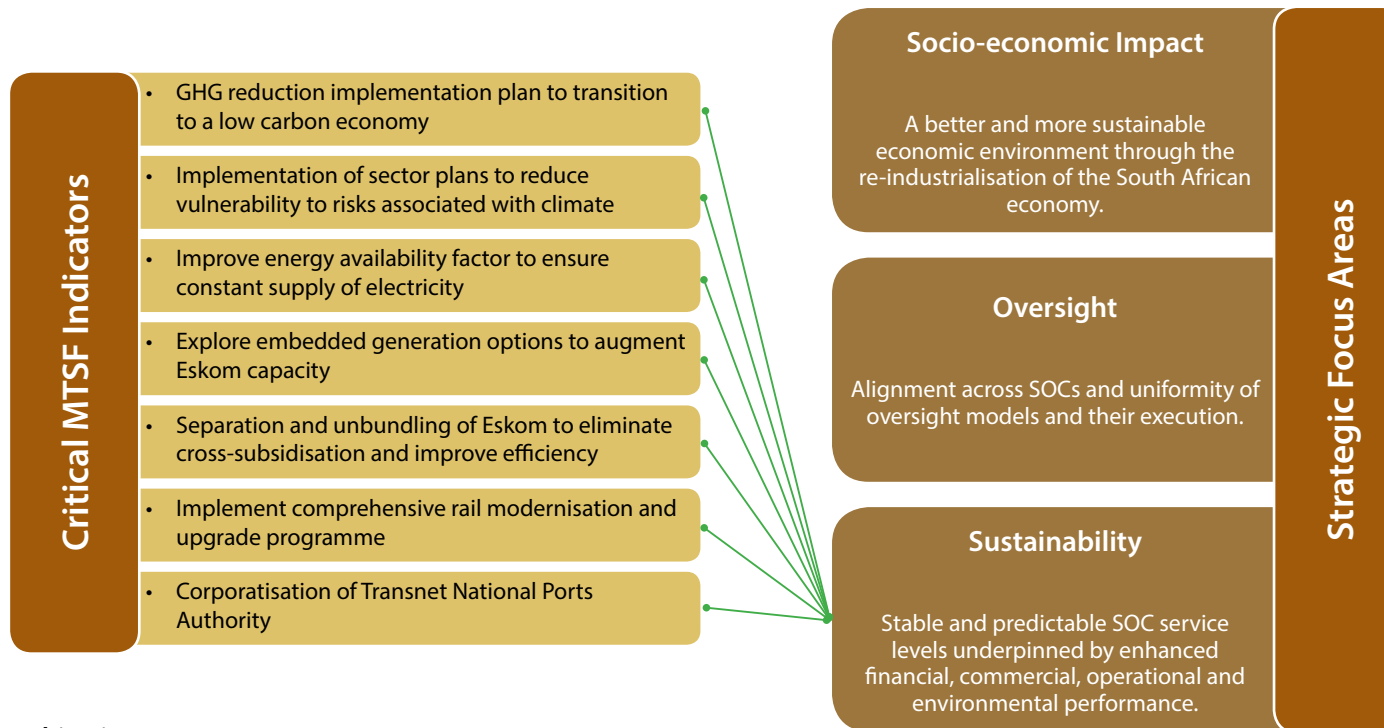 Critical MTSF Indicators
• GHG reduction implementation plan to transition
to a low carbon economy
• Implementation of sector plans to reduce
vulnerability to risks associated with climate
• Improve energy availability factor to ensure
constant supply of electricity
• Explore embedded generation options to augment
Eskom capacity
• Separation and unbundling of Eskom to eliminate
cross-subsidisation and improve efficiency
• Implement comprehensive rail modernisation and
upgrade programme
• Corporatisation of Transnet National Ports
Authority
Socio-economic Impact
A better and more sustainable
economic environment through the
re-industrialisation of the South African
economy.
Oversight
Alignment across SOCs and uniformity of
oversight models and their execution.
Sustainability
Stable and predictable SOC service
levels underpinned by enhanced
financial, commercial, operational and
environmental performance.
Strategic Focus Areas